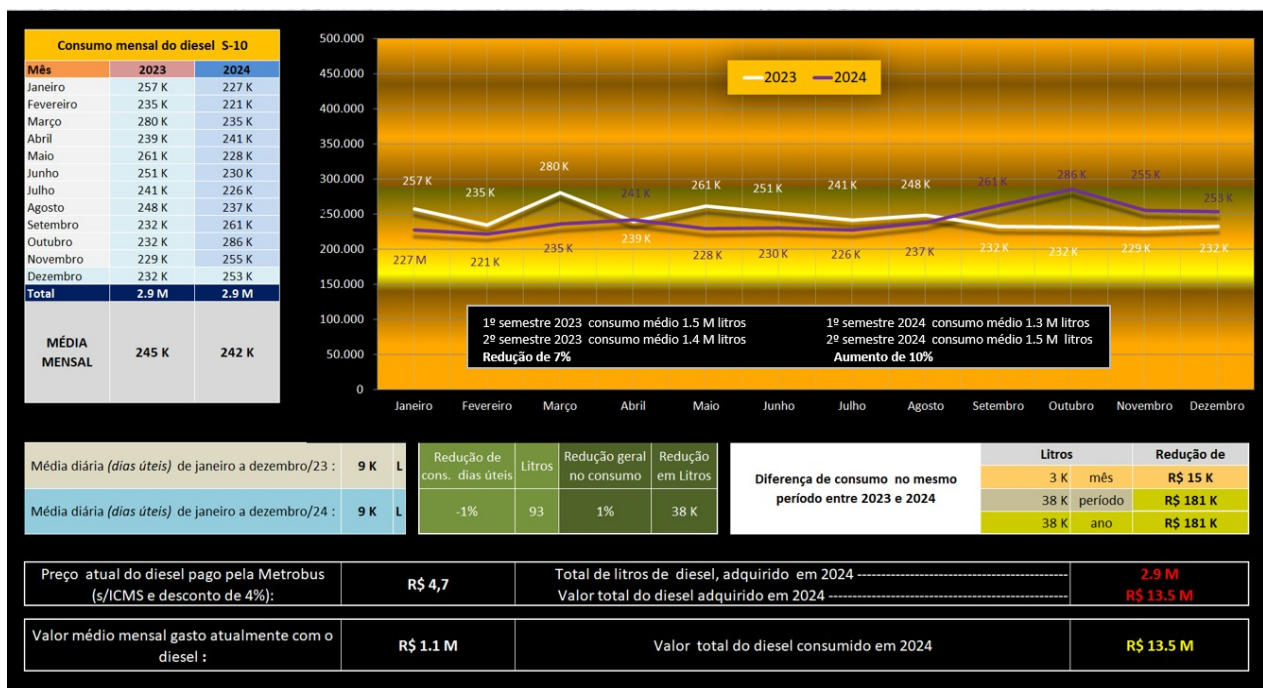 Consumo mensal do diesel S-10
Mês 2023 2024
Janeiro 257 K 227 K
Fevereiro 235 K 221 K
Março 280 K 235 K
Abril 239 K 241 K
Maio 261 K 228 K
Junho 251 K 230 K
Julho 241 K 226 K
Agosto 248 K 237 K
Setembro 232 K 261 K
Outubro 232 K 286 K
Novembro 229 K 255 K
Dezembro 232 K 253 K
Total 2.9 M 2.9 M
MÉDIA
MENSAL
245 K 242 K
500.000
450.000
400.000
350.000
300.000
250.000
200.000
150.000
100.000
50.000
0
2023 2024
257 K 235 K 280 K 239 K 261 K 251 K 241 K 248 K 232 K 232 K 229 K 232 K
227 M 221 K 235 K 241 K 228 K 230 K 226 K 237 K 261 K 286 K 255 K 253 K
1º semestre 2023 consumo médio 1.5 M litros
2º semestre 2023 consumo médio 1.4 M litros
Redução de 7%
1º semestre 2024 consumo médio 1.3 M litros
2º semestre 2024 consumo médio 1.5 M litros
Aumento de 10%
Janeiro Fevereiro Março Abril Maio Junho Julho Agosto Setembro Outubro Novembro Dezembro
Média diária (dias úteis) de janeiro a dezembro/23 : 9 K L
Média diária (dias úteis) de janeiro a dezembro/24 : 9 K L
Redução de
cons. dias úteis
Litros
Redução geral
no consumo
Redução
em Litros
-1% 93 1% 38 K
Diferença de consumo no mesmo
período entre 2023 e 2024
Litros Redução de
3 K mês R$ 15 K
38 K período R$ 181 K
38 K ano R$ 181 K
Preço atual do diesel pago pela Metrobus
(s/ICMS e desconto de 4%):
R$ 4,7
Total de litros de diesel, adquirido em 2024 ------------------------------------------- 2.9 M
Valor total do diesel adquirido em 2024 ------------------------------------------------- R$ 13.5 M
Valor médio mensal gasto atualmente com o
diesel :
R$ 1.1 M
Valor total do diesel consumido em 2024
R$ 13.5 M